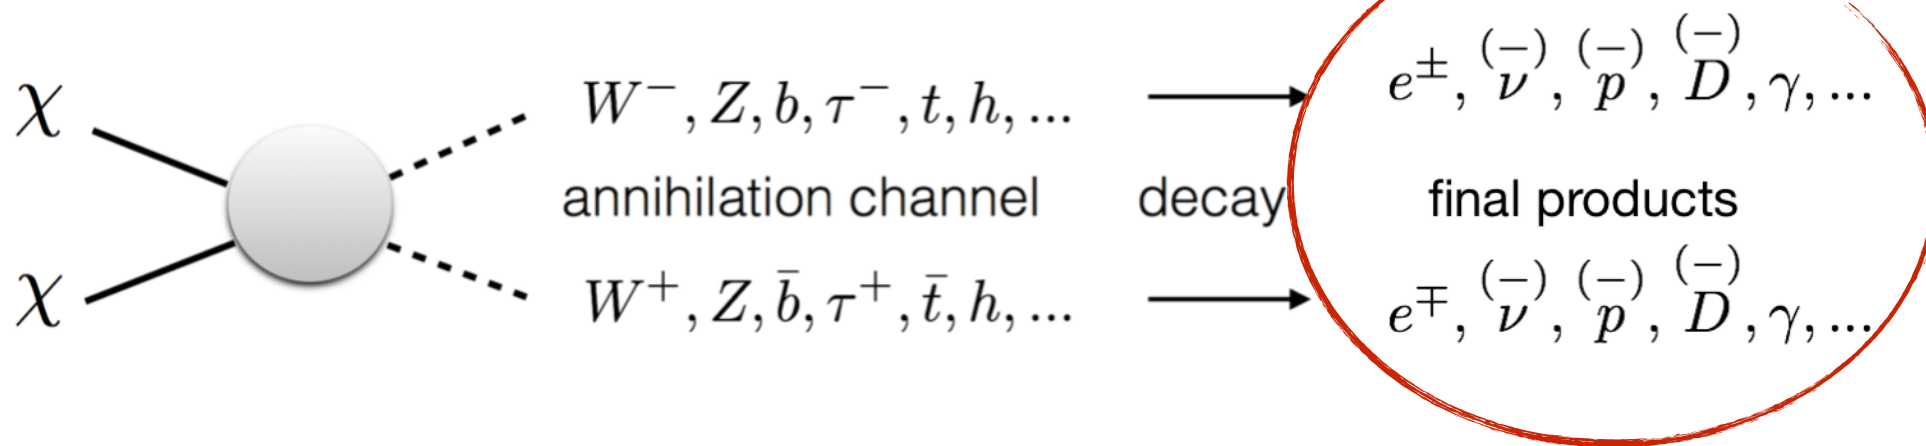 χ W⁻, Z, b, τ⁻, t, h, ... e^±, ν^(−), p^(−), D^(−), γ, ...
annihilation channel decay final products
χ W⁺, Z, b̄, τ⁺, t̄, h, ... e^∓, ν^(−), p^(−), D^(−), γ, ...